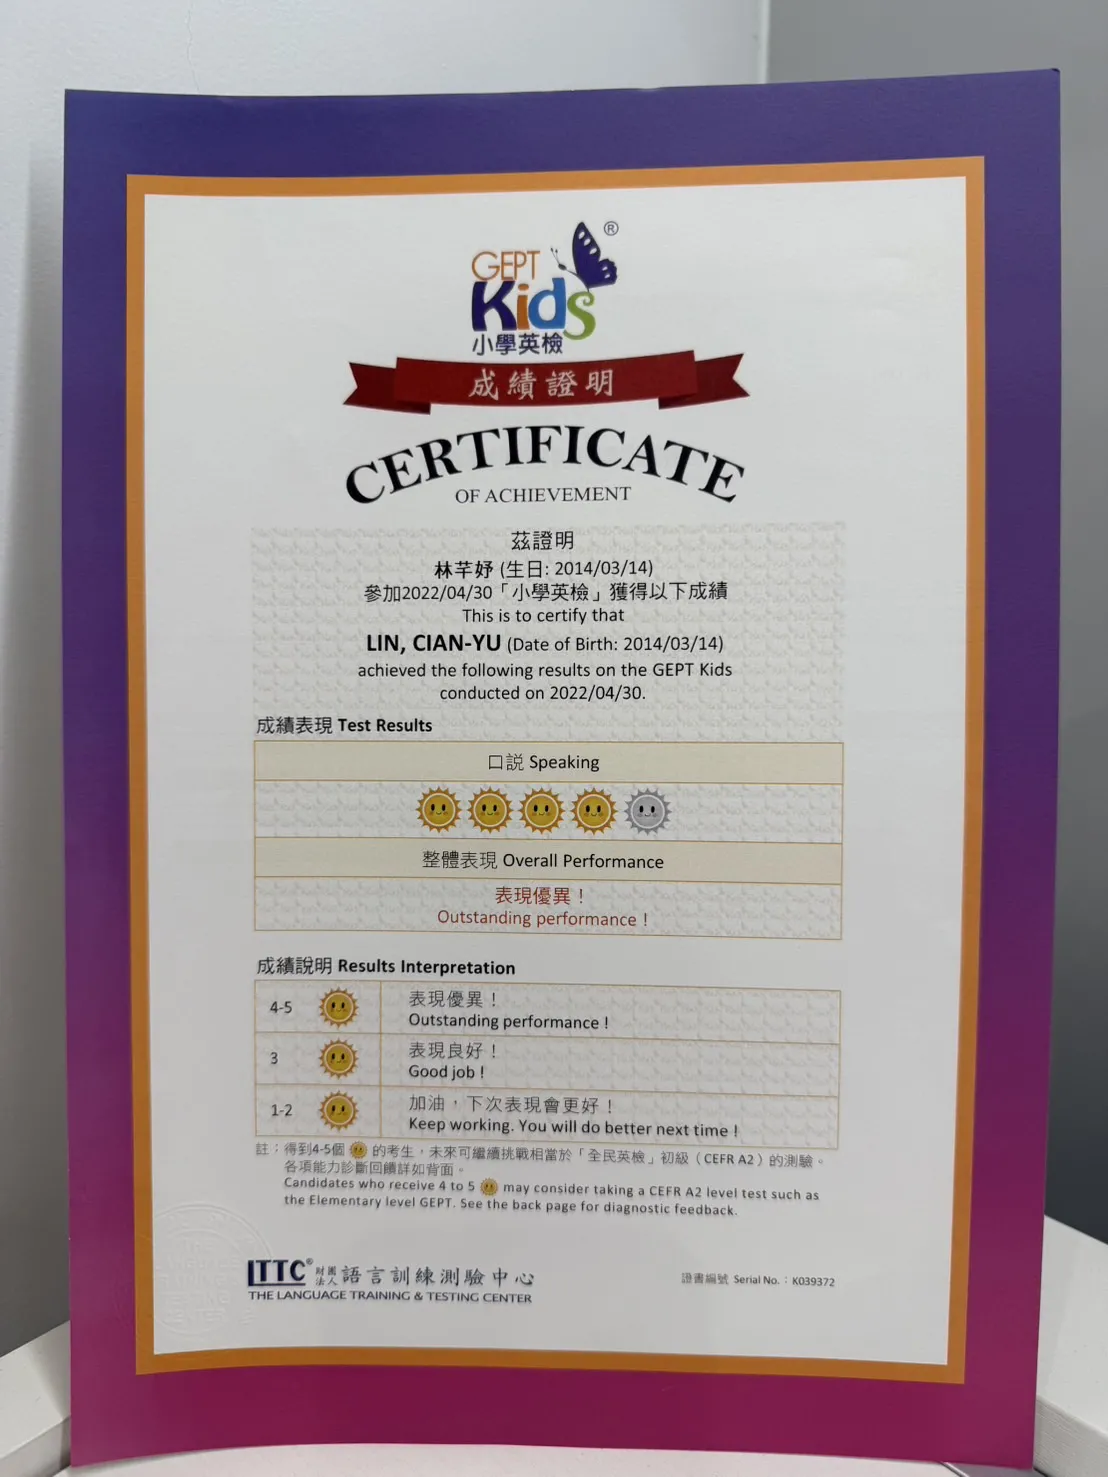 GEPT
Kids®
小學英檢
成績證明
CERTIFICATE
OF ACHIEVEMENT
茲證明
林芊妤 (生日: 2014/03/14)
參加2022/04/30「小學英檢」獲得以下成績
This is to certify that
LIN, CIAN-YU (Date of Birth: 2014/03/14)
achieved the following results on the GEPT Kids
conducted on 2022/04/30.
成績表現 Test Results
口説 Speaking
整體表現 Overall Performance
表現優異！
Outstanding performance !
成績說明 Results Interpretation
4-5
表現優異！
Outstanding performance !
3
表現良好！
Good job !
1-2
加油，下次表現會更好！
Keep working. You will do better next time !
註：得到4-5個 的考生，未來可繼續挑戰相當於「全民英檢」初級（CEFR A2）的測驗。
各項能力診斷回饋詳如背面。
Candidates who receive 4 to 5 may consider taking a CEFR A2 level test such as
the Elementary level GEPT. See the back page for diagnostic feedback.
LTTC® 財團法人 語言訓練測驗中心
THE LANGUAGE TRAINING & TESTING CENTER
證書編號 Serial No.：K039372